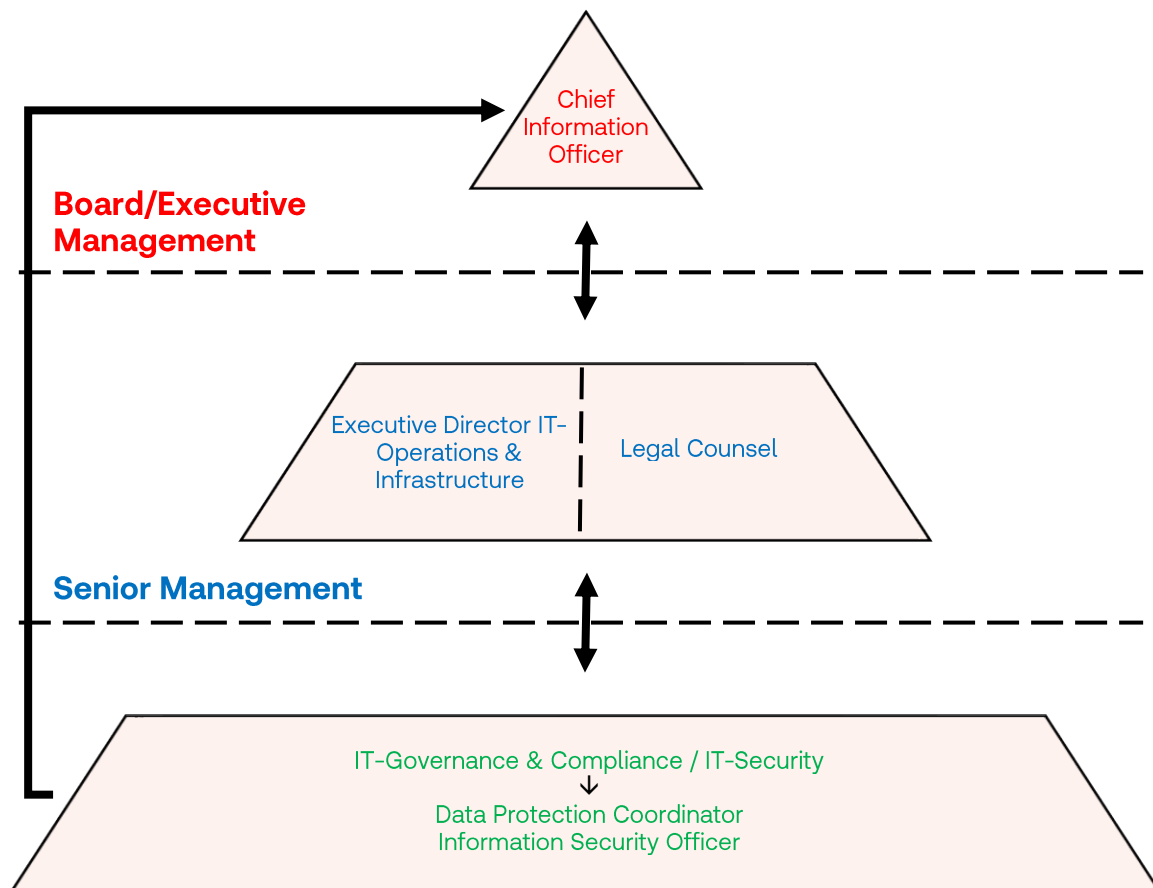 Chief
Information
Officer
Board/Executive
Management
Executive Director IT-
Operations &
Infrastructure
Legal Counsel
Senior Management
IT-Governance & Compliance / IT-Security
Data Protection Coordinator
Information Security Officer